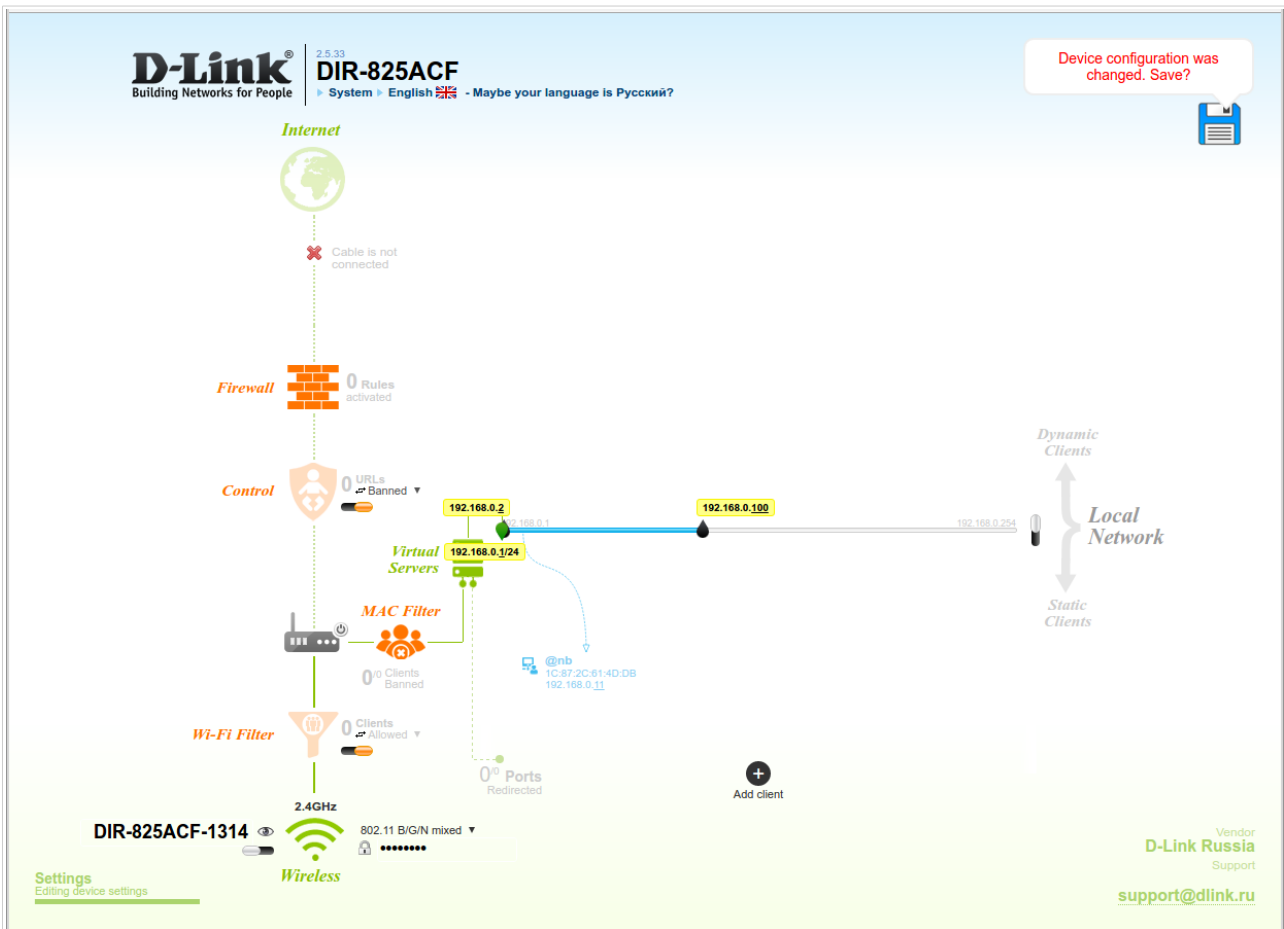 D-Link®
Building Networks for People
2.5.33
DIR-825ACF
System English - Maybe your language is Русский?
Device configuration was
changed. Save?
Internet
Cable is not
connected
Firewall
0 Rules
activated
Control
0 URLs
Banned ▼
192.168.0.2
192.168.0.1
192.168.0.100
192.168.0.254
192.168.0.1/24
Virtual
Servers
Dynamic
Clients
Local
Network
Static
Clients
MAC Filter
0/0 Clients
Banned
@nb
1C:87:2C:61:4D:DB
192.168.0.11
Wi-Fi Filter
0 Clients
Allowed ▼
0/0 Ports
Redirected
Add client
2.4GHz
DIR-825ACF-1314
802.11 B/G/N mixed ▼
••••••••
Wireless
Settings
Editing device settings
Vendor
D-Link Russia
Support
support@dlink.ru